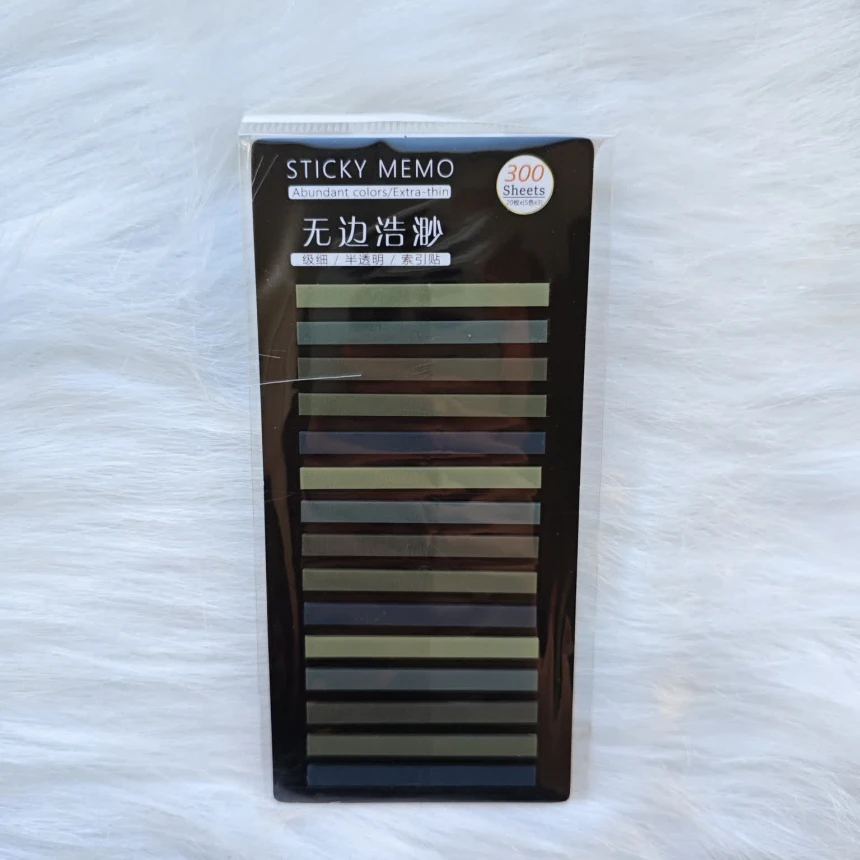 STICKY MEMO
Abundant colors/Extra-thin
300
Sheets
无边浩渺
级细 / 半透明 / 索引贴